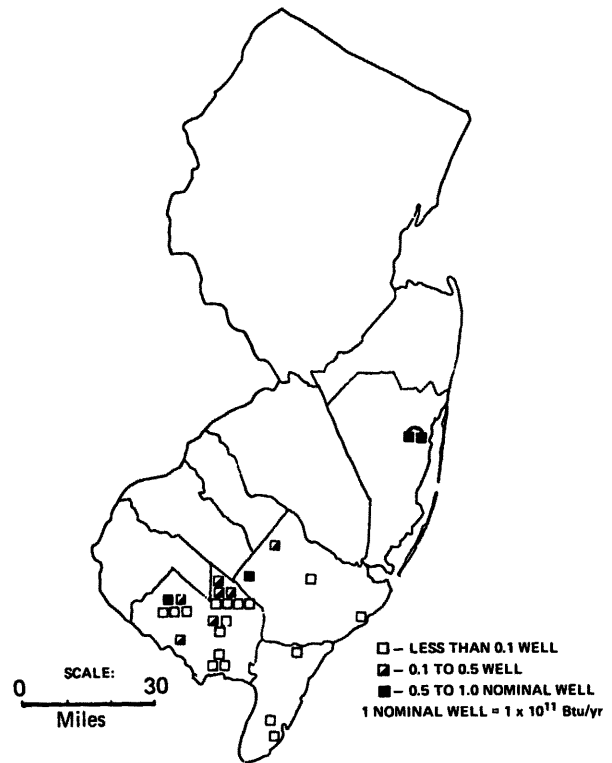 □ – LESS THAN 0.1 WELL
◪ – 0.1 TO 0.5 WELL
■ – 0.5 TO 1.0 NOMINAL WELL
1 NOMINAL WELL = 1 x 10¹¹ Btu/yr
SCALE:
0 30
Miles